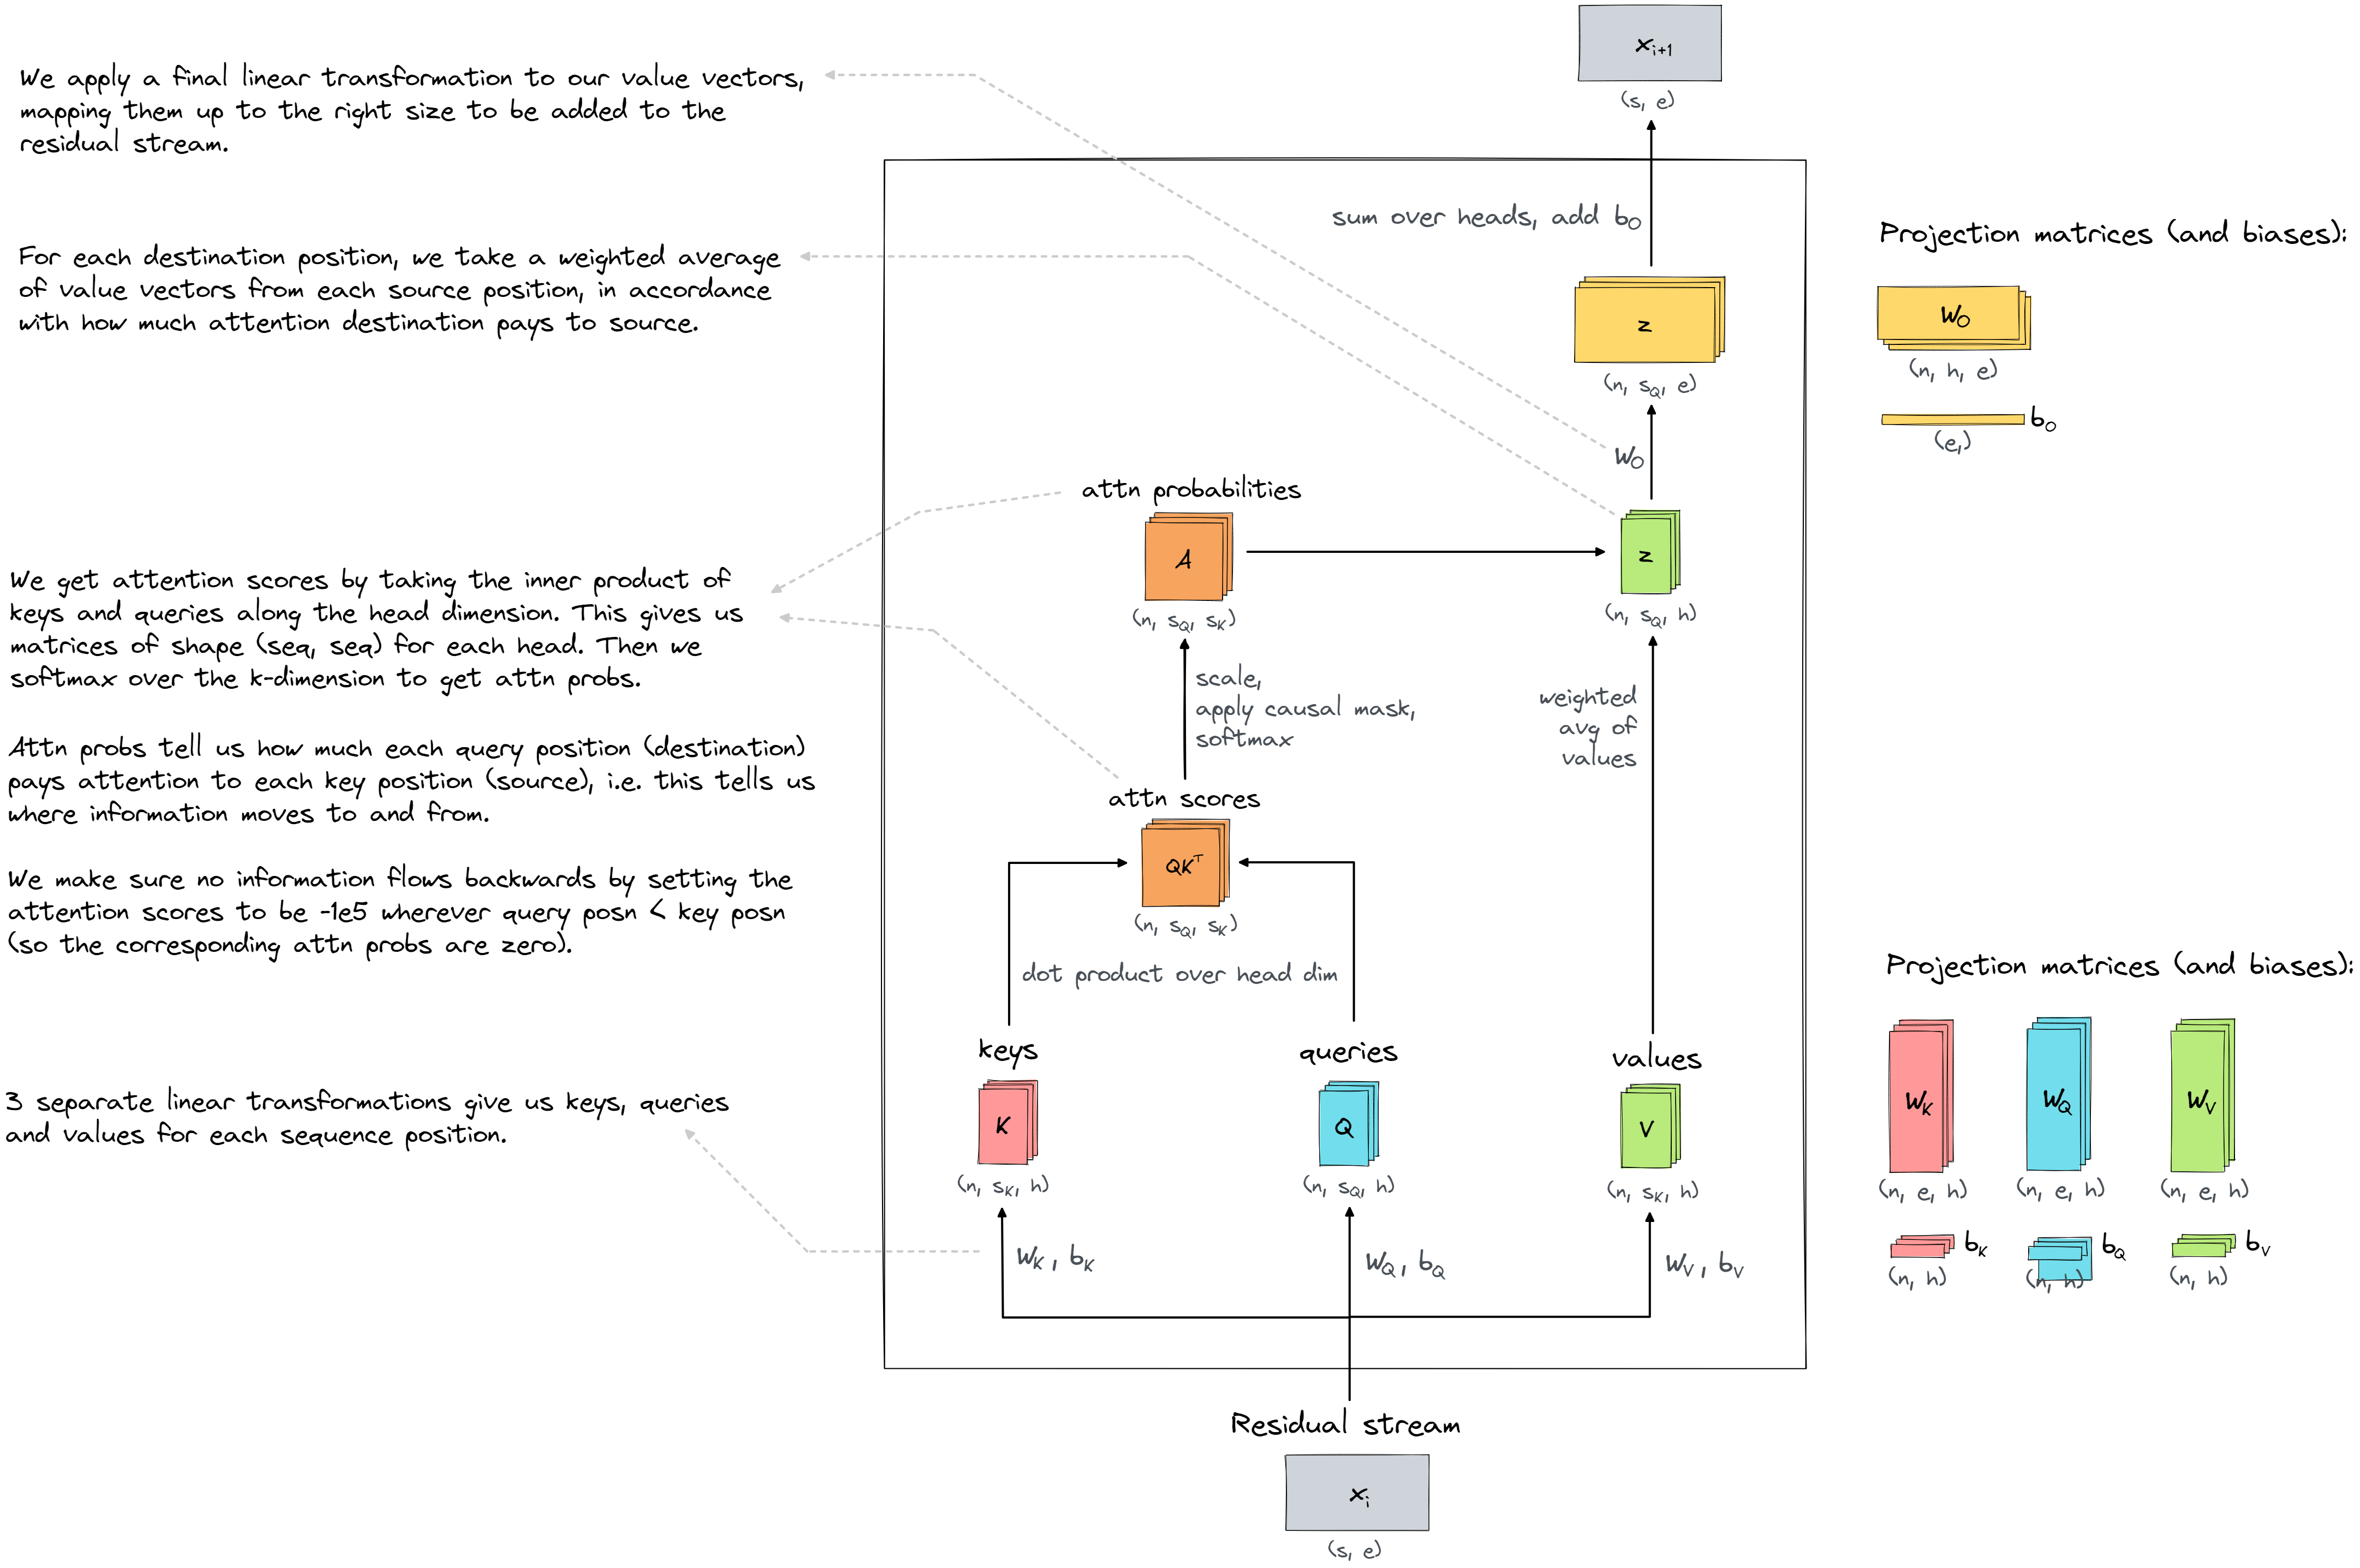 x_{i+1}
(s, e)
We apply a final linear transformation to our value vectors,
mapping them up to the right size to be added to the
residual stream.
sum over heads, add b_O
For each destination position, we take a weighted average
of value vectors from each source position, in accordance
with how much attention destination pays to source.
z
(n, s_Q, e)
W_O
Projection matrices (and biases):
W_O
(n, h, e)
b_O
(e,)
attn probabilities
A
(n, s_Q, s_K)
z
(n, s_Q, h)
We get attention scores by taking the inner product of
keys and queries along the head dimension. This gives us
matrices of shape (seq, seq) for each head. Then we
softmax over the k-dimension to get attn probs.
scale,
apply causal mask,
softmax
weighted
avg of
values
Attn probs tell us how much each query position (destination)
pays attention to each key position (source), i.e. this tells us
where information moves to and from.
attn scores
QK^T
(n, s_Q, s_K)
We make sure no information flows backwards by setting the
attention scores to be -1e5 wherever query posn < key posn
(so the corresponding attn probs are zero).
dot product over head dim
keys
queries
values
K
Q
V
(n, s_K, h)
(n, s_Q, h)
(n, s_K, h)
3 separate linear transformations give us keys, queries
and values for each sequence position.
W_K, b_K
W_Q, b_Q
W_V, b_V
Projection matrices (and biases):
W_K
W_Q
W_V
(n, e, h)
(n, e, h)
(n, e, h)
b_K
b_Q
b_V
(n, h)
(n, h)
(n, h)
Residual stream
x_i
(s, e)